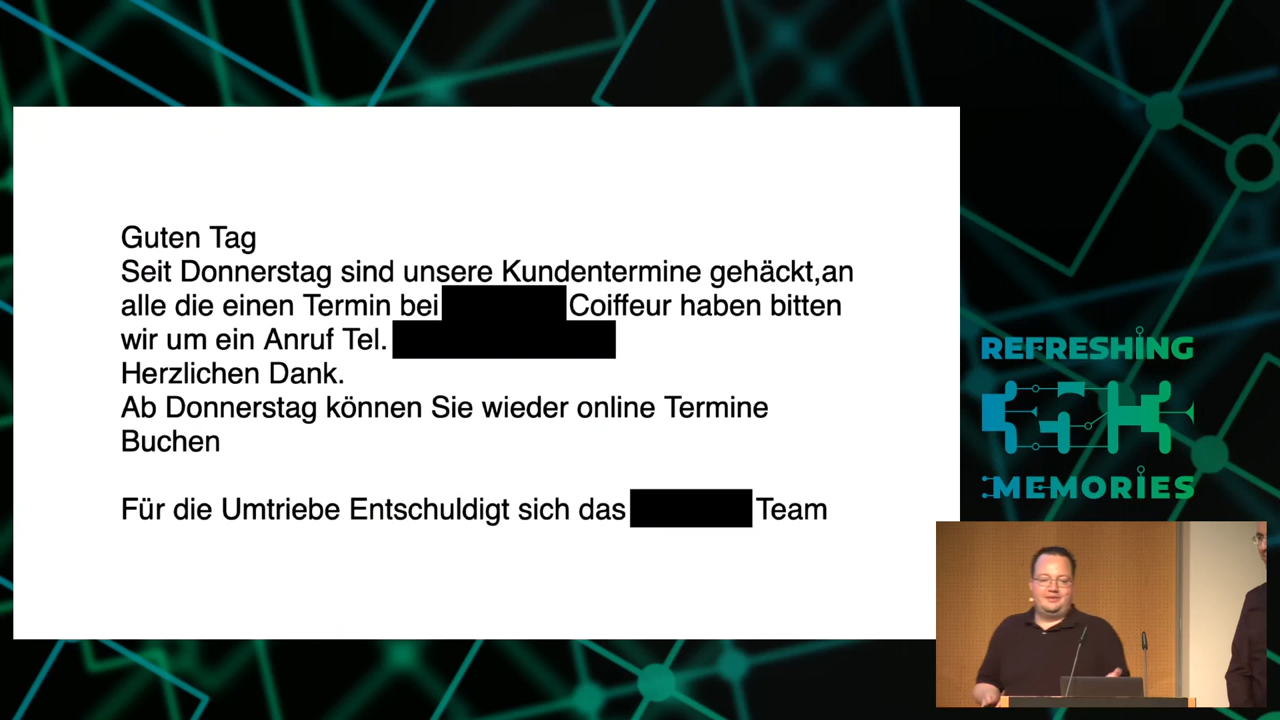 Guten Tag
Seit Donnerstag sind unsere Kundentermine gehäckt,an
alle die einen Termin bei Coiffeur haben bitten
wir um ein Anruf Tel.
Herzlichen Dank.
Ab Donnerstag können Sie wieder online Termine
Buchen
Für die Umtriebe Entschuldigt sich das Team
REFRESHING
MEMORIES